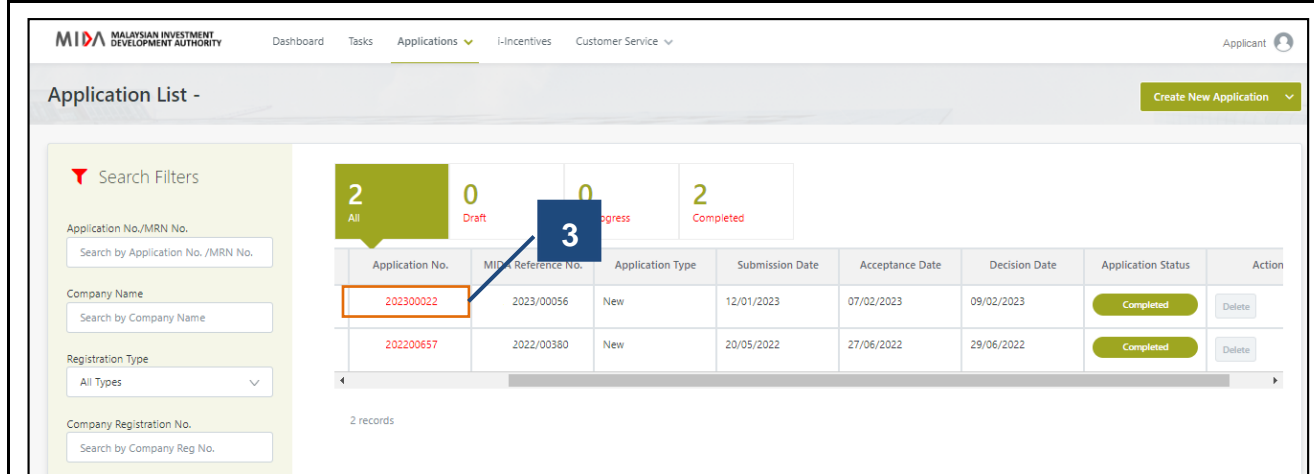 MIDA MALAYSIAN INVESTMENT DEVELOPMENT AUTHORITY
Dashboard Tasks Applications i-Incentives Customer Service Applicant
Application List -
Create New Application
Search Filters
Application No./MRN No.
Search by Application No. /MRN No.
Company Name
Search by Company Name
Registration Type
All Types
Company Registration No.
Search by Company Reg No.
2 0 0 2
All Draft ogress Completed
3
Application No. MIDA Reference No. Application Type Submission Date Acceptance Date Decision Date Application Status Action
202300022 2023/00056 New 12/01/2023 07/02/2023 09/02/2023 Completed Delete
202200657 2022/00380 New 20/05/2022 27/06/2022 29/06/2022 Completed Delete
2 records